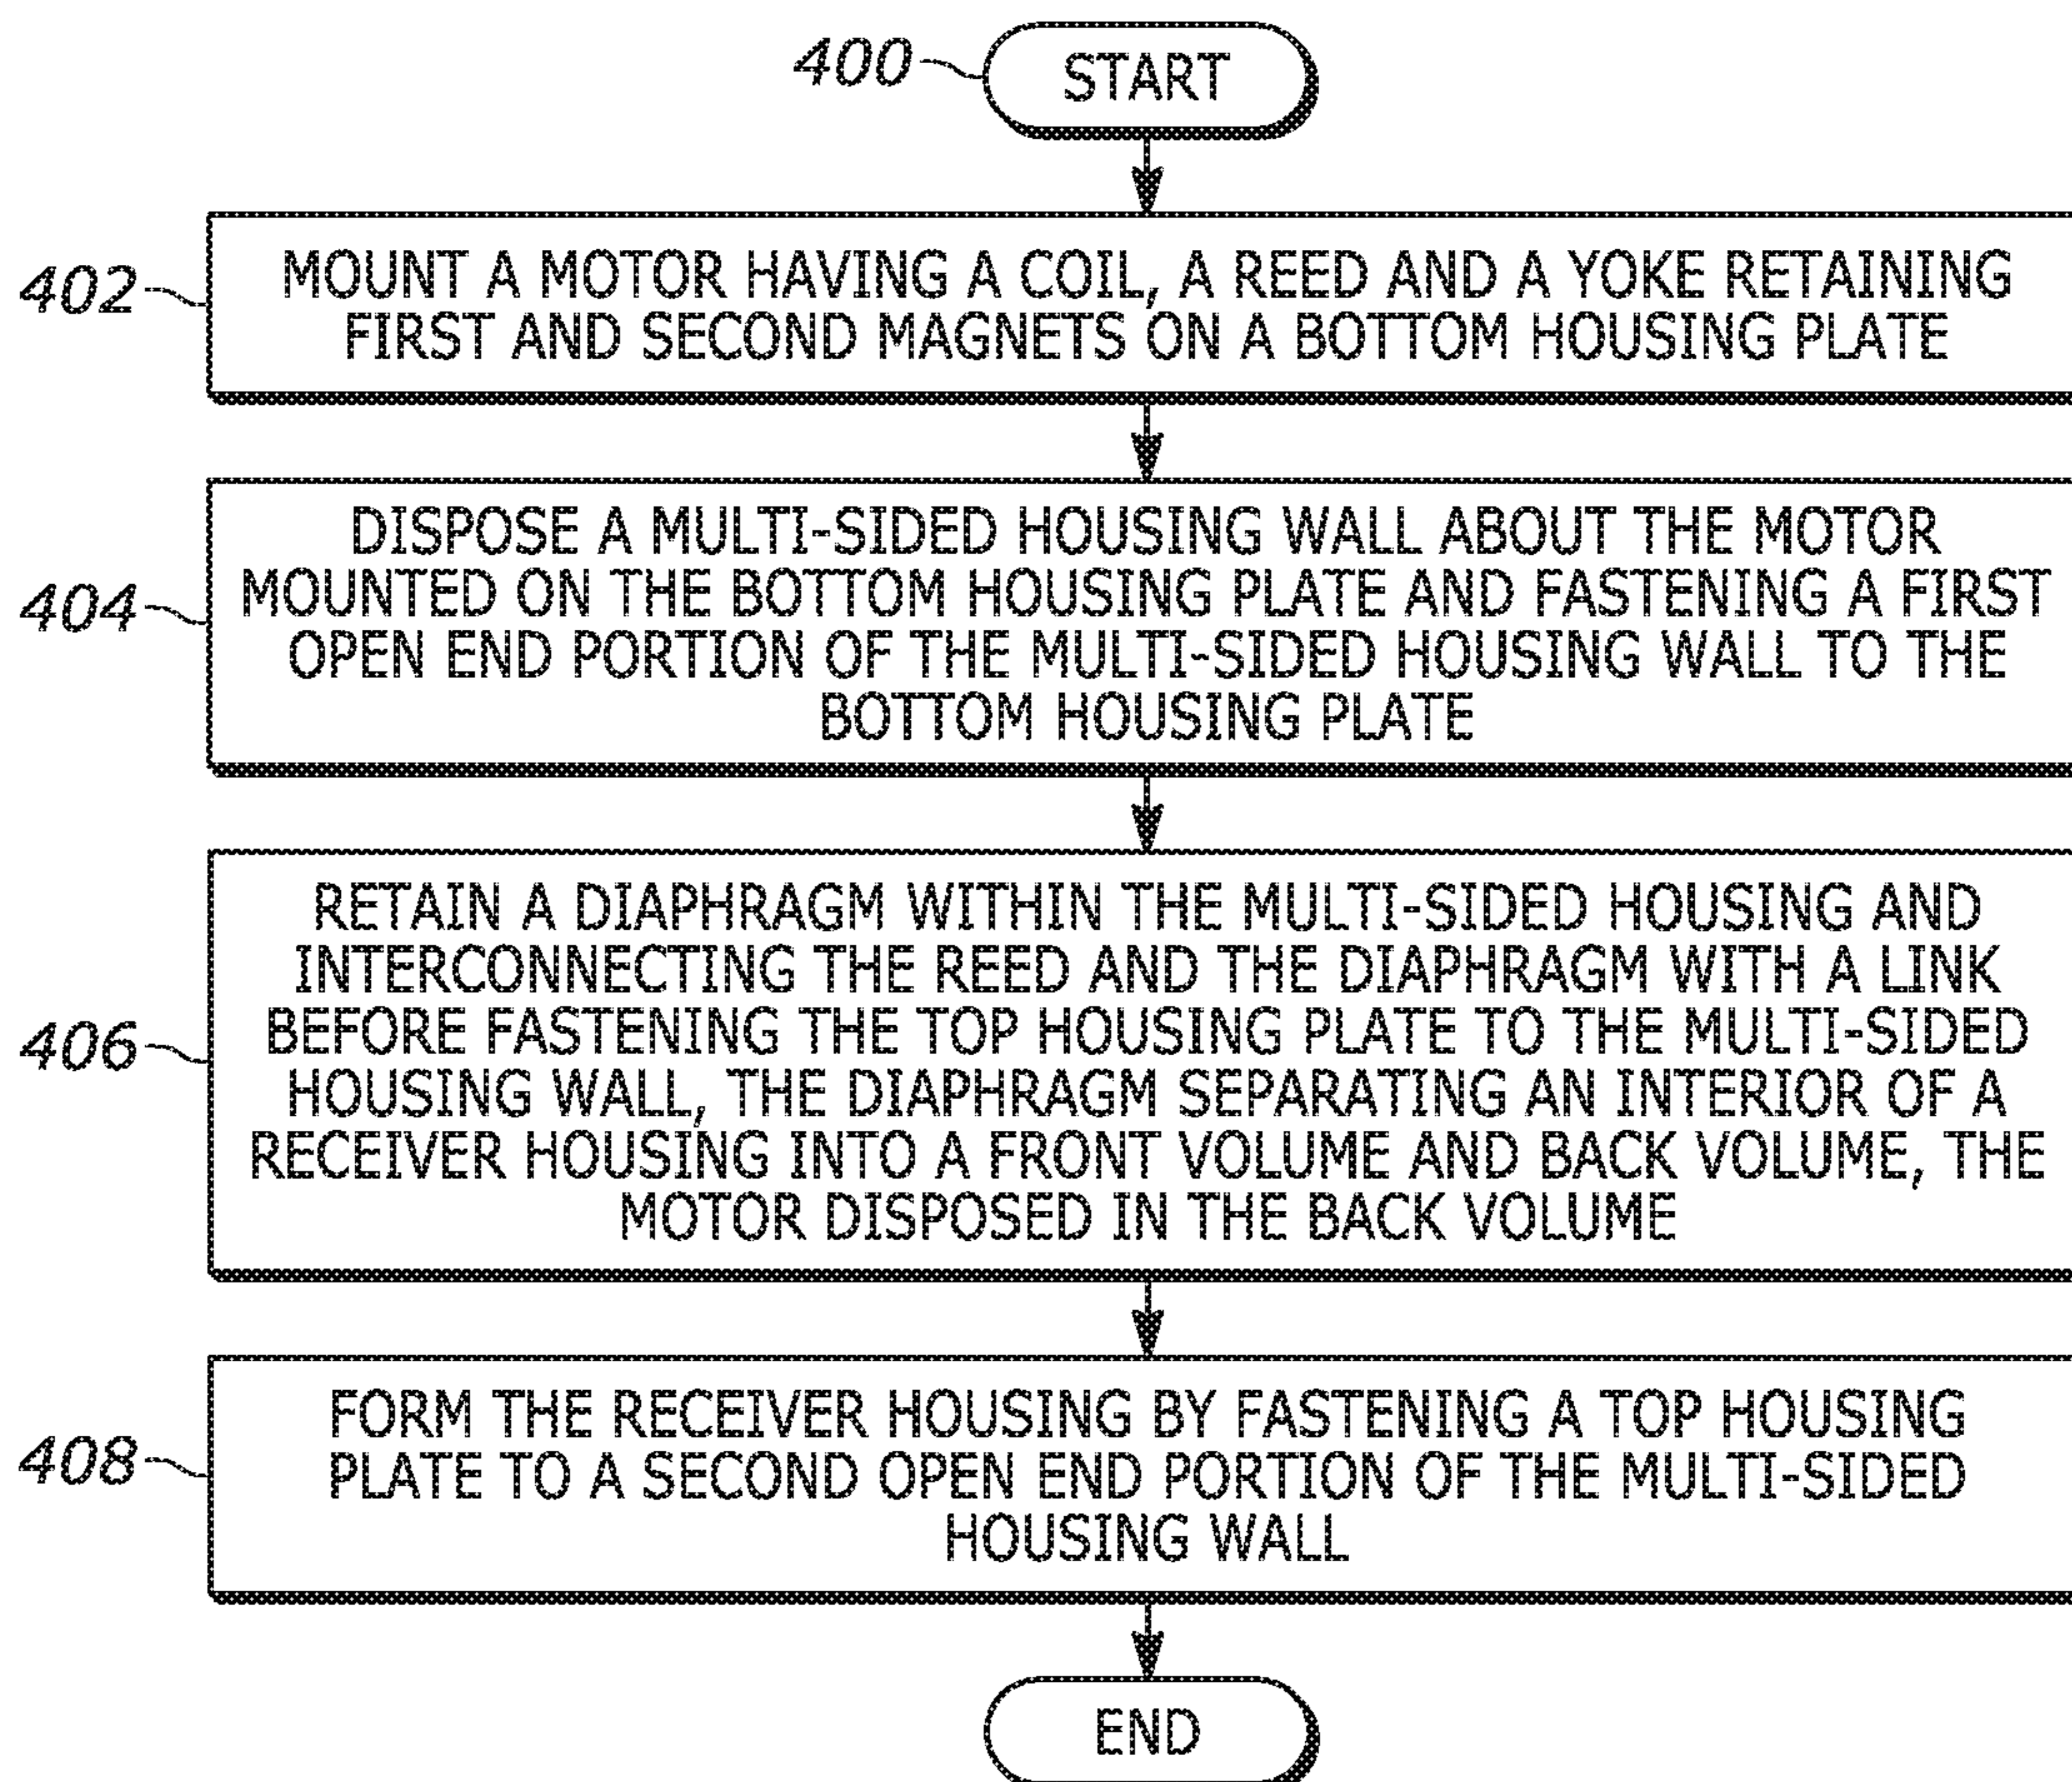 400
START
402
MOUNT A MOTOR HAVING A COIL, A REED AND A YOKE RETAINING
FIRST AND SECOND MAGNETS ON A BOTTOM HOUSING PLATE
404
DISPOSE A MULTI-SIDED HOUSING WALL ABOUT THE MOTOR
MOUNTED ON THE BOTTOM HOUSING PLATE AND FASTENING A FIRST
OPEN END PORTION OF THE MULTI-SIDED HOUSING WALL TO THE
BOTTOM HOUSING PLATE
406
RETAIN A DIAPHRAGM WITHIN THE MULTI-SIDED HOUSING AND
INTERCONNECTING THE REED AND THE DIAPHRAGM WITH A LINK
BEFORE FASTENING THE TOP HOUSING PLATE TO THE MULTI-SIDED
HOUSING WALL, THE DIAPHRAGM SEPARATING AN INTERIOR OF A
RECEIVER HOUSING INTO A FRONT VOLUME AND BACK VOLUME, THE
MOTOR DISPOSED IN THE BACK VOLUME
408
FORM THE RECEIVER HOUSING BY FASTENING A TOP HOUSING
PLATE TO A SECOND OPEN END PORTION OF THE MULTI-SIDED
HOUSING WALL
END